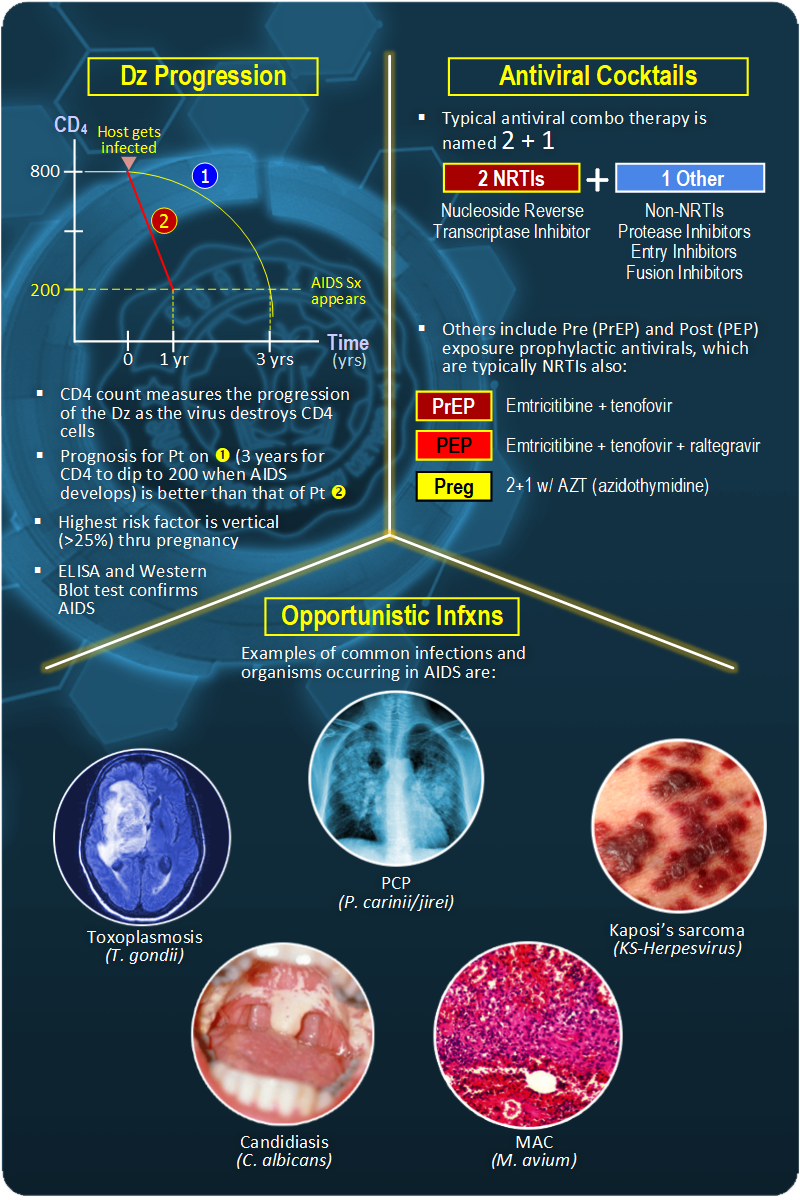 Dz Progression
CD4
Host gets
infected
800
1
2
200
AIDS Sx
appears
Time
(yrs)
0
1 yr
3 yrs
▪ CD4 count measures the progression
of the Dz as the virus destroys CD4
cells
▪ Prognosis for Pt on ❶ (3 years for
CD4 to dip to 200 when AIDS
develops) is better than that of Pt ❷
▪ Highest risk factor is vertical
(>25%) thru pregnancy
▪ ELISA and Western
Blot test confirms
AIDS
Antiviral Cocktails
▪ Typical antiviral combo therapy is
named 2 + 1
2 NRTIs + 1 Other
Nucleoside Reverse
Transcriptase Inhibitor
Non-NRTIs
Protease Inhibitors
Entry Inhibitors
Fusion Inhibitors
▪ Others include Pre (PrEP) and Post (PEP)
exposure prophylactic antivirals, which
are typically NRTIs also:
PrEP Emtricitibine + tenofovir
PEP Emtricitibine + tenofovir + raltegravir
Preg 2+1 w/ AZT (azidothymidine)
Opportunistic Infxns
Examples of common infections and
organisms occurring in AIDS are:
PCP
(P. carinii/jirei)
Toxoplasmosis
(T. gondii)
Kaposi's sarcoma
(KS-Herpesvirus)
Candidiasis
(C. albicans)
MAC
(M. avium)